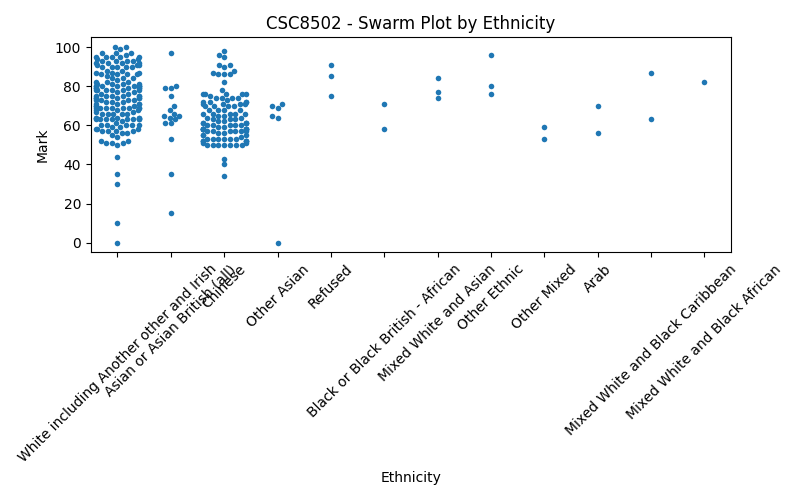 CSC8502 - Swarm Plot by Ethnicity
Mark
100
80
60
40
20
0
White including Another other and Irish
Asian or Asian British (all)
Chinese
Other Asian
Refused
Black or Black British - African
Mixed White and Asian
Other Ethnic
Other Mixed
Arab
Mixed White and Black Caribbean
Mixed White and Black African
Ethnicity